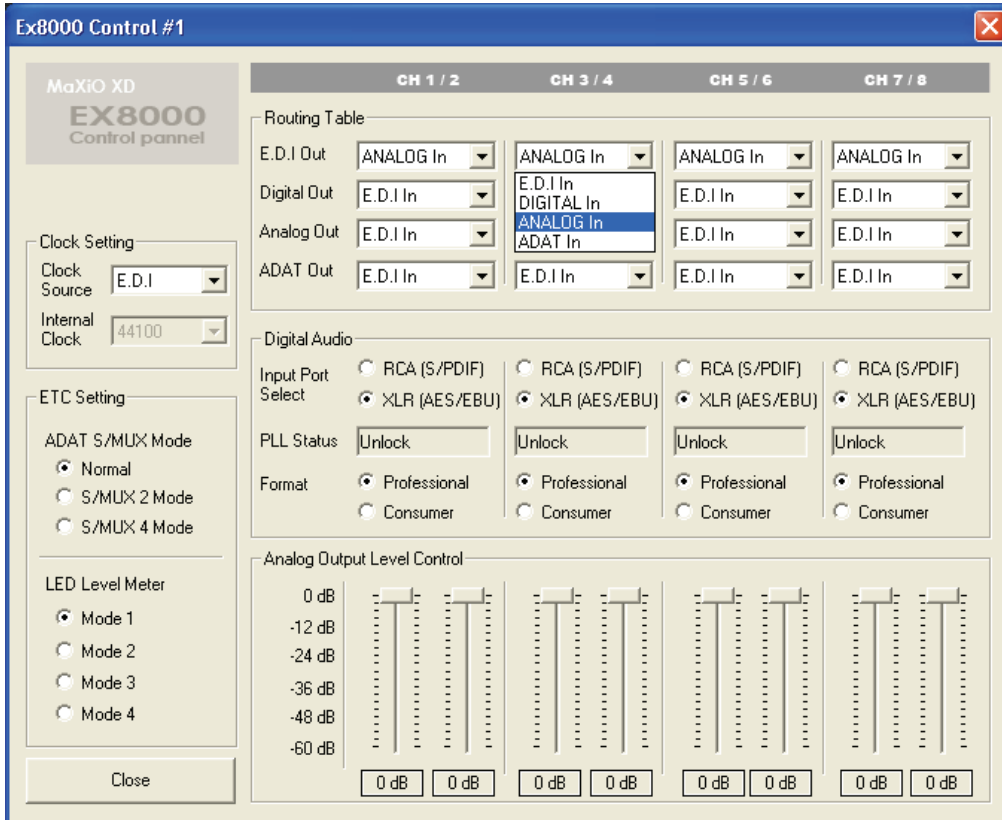 Ex8000 Control #1
MaXiO XD
EX8000
Control pannel
CH 1 / 2 CH 3 / 4 CH 5 / 6 CH 7 / 8
Routing Table
E.D.I Out ANALOG In ANALOG In ANALOG In ANALOG In
E.D.I In
DIGITAL In
ANALOG In
ADAT In
Digital Out E.D.I In E.D.I In E.D.I In
Analog Out E.D.I In E.D.I In E.D.I In
ADAT Out E.D.I In E.D.I In E.D.I In E.D.I In
Clock Setting
Clock Source E.D.I
Internal Clock 44100
ETC Setting
ADAT S/MUX Mode
Normal
S/MUX 2 Mode
S/MUX 4 Mode
LED Level Meter
Mode 1
Mode 2
Mode 3
Mode 4
Close
Digital Audio
Input Port Select
RCA (S/PDIF) RCA (S/PDIF) RCA (S/PDIF) RCA (S/PDIF)
XLR (AES/EBU) XLR (AES/EBU) XLR (AES/EBU) XLR (AES/EBU)
PLL Status Unlock Unlock Unlock Unlock
Format Professional Professional Professional Professional
Consumer Consumer Consumer Consumer
Analog Output Level Control
0 dB
-12 dB
-24 dB
-36 dB
-48 dB
-60 dB
0 dB 0 dB 0 dB 0 dB 0 dB 0 dB 0 dB 0 dB